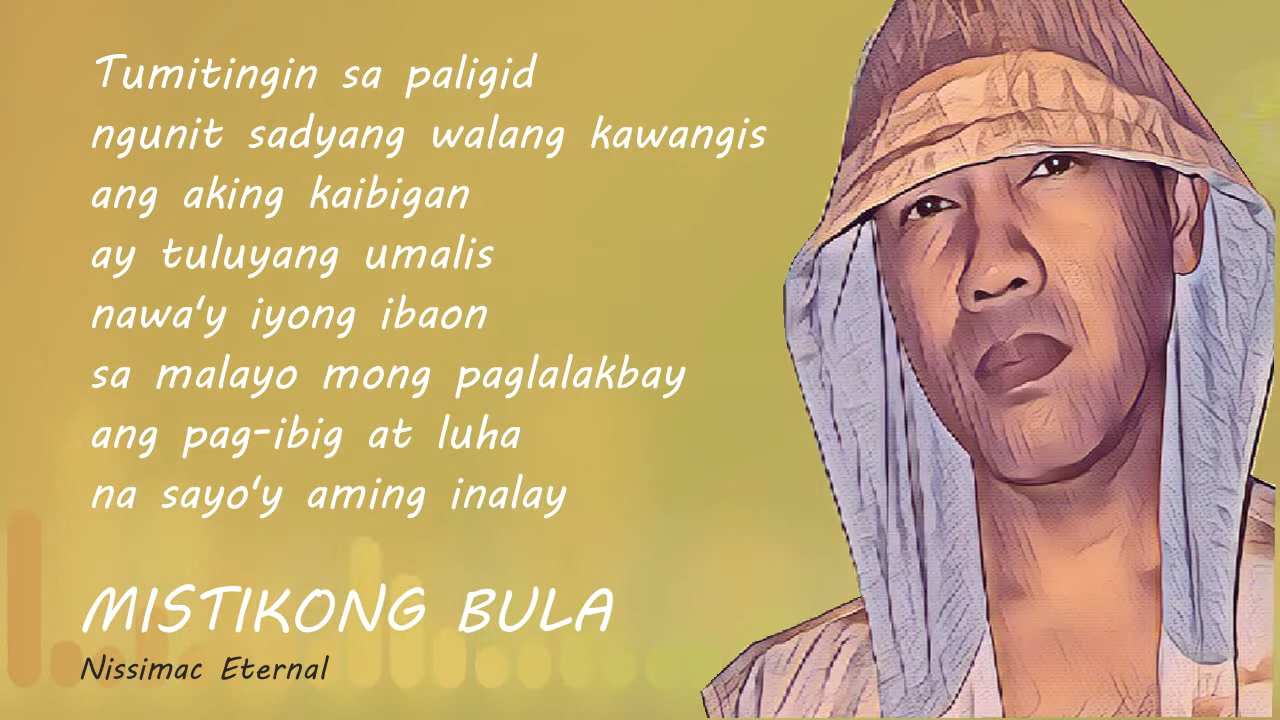 Tumitingin sa paligid
ngunit sadyang walang kawangis
ang aking kaibigan
ay tuluyang umalis
nawa'y iyong ibaon
sa malayo mong paglalakbay
ang pag-ibig at luha
na sayo'y aming inalay
MISTIKONG BULA
Nissimac Eternal